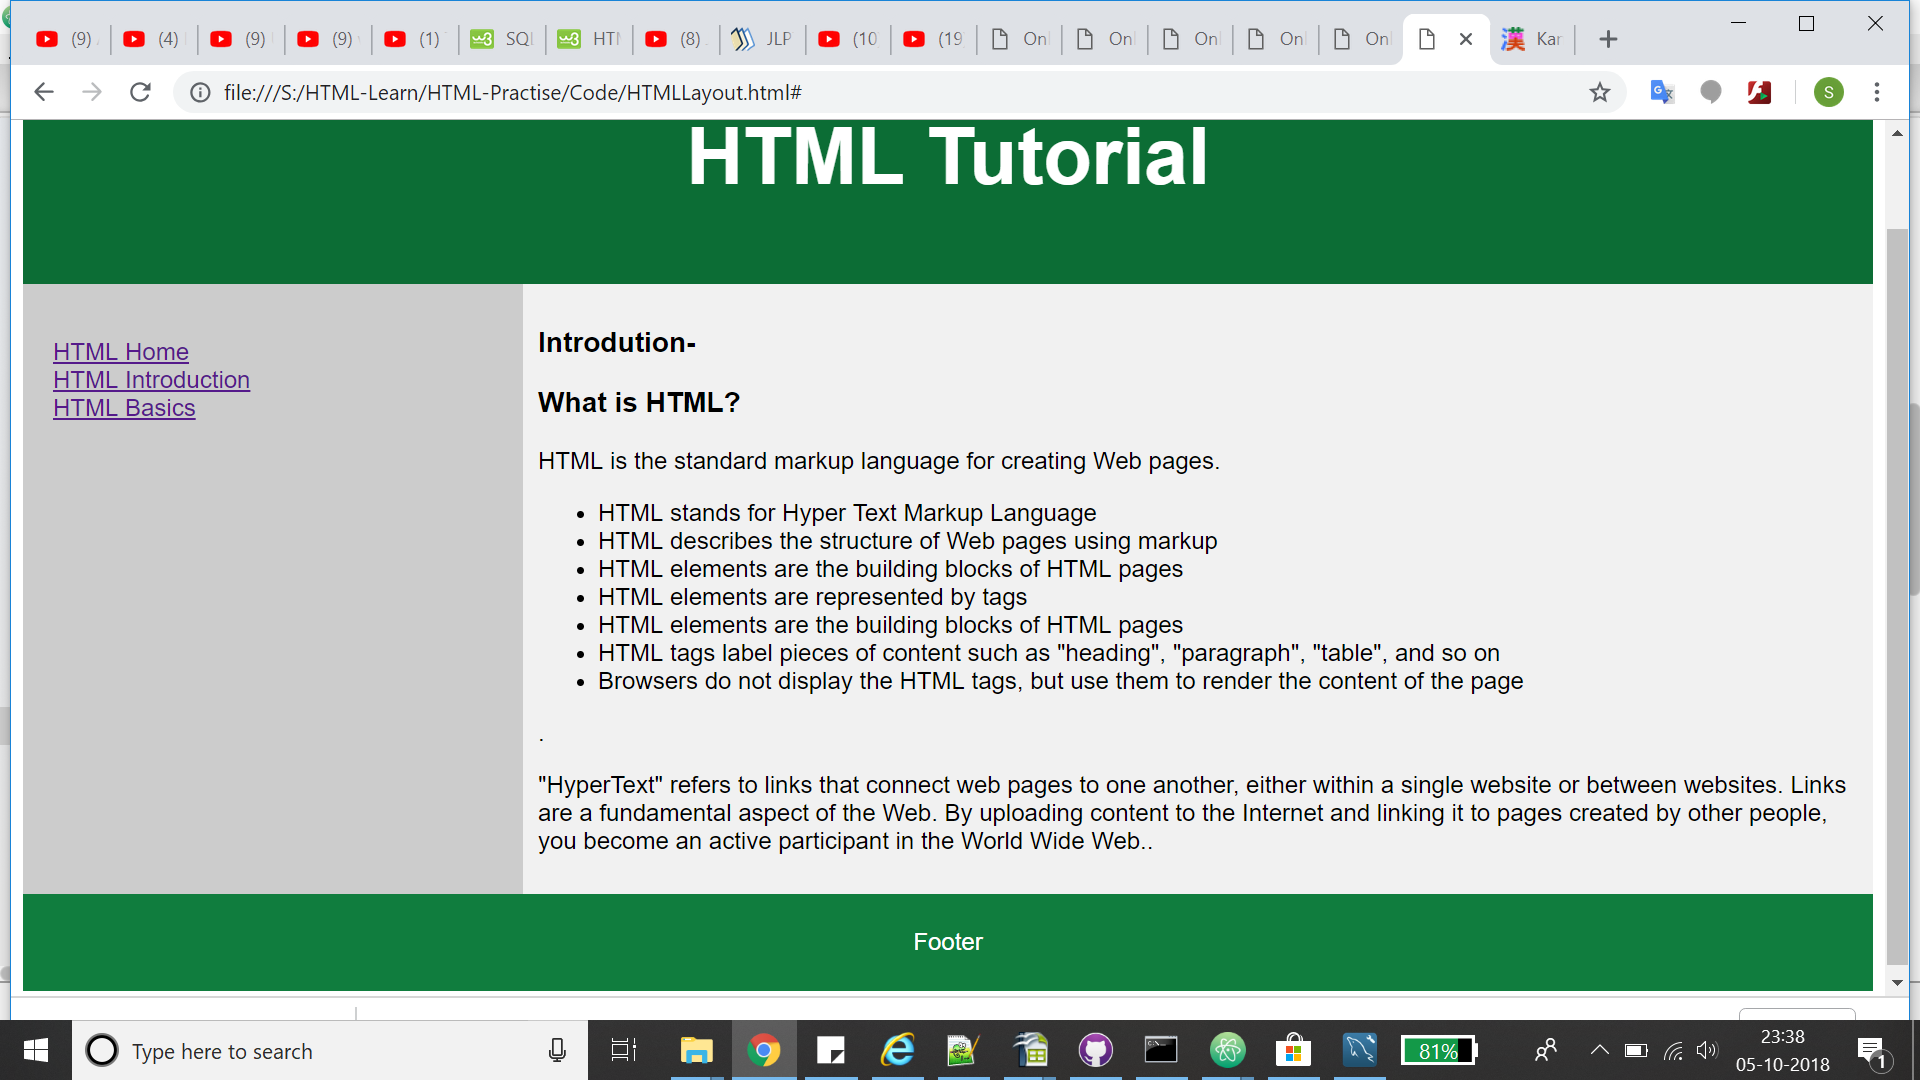 (9)
(4)
(9)
(9)
(1)
SQL
HTM
(8)
JLP
(10
(19
Onl
Onl
Onl
Onl
Onl
漢
Kan
file:///S:/HTML-Learn/HTML-Practise/Code/HTMLLayout.html#
S
HTML Tutorial
HTML Home
HTML Introduction
HTML Basics
Introdution-
What is HTML?
HTML is the standard markup language for creating Web pages.
• HTML stands for Hyper Text Markup Language
• HTML describes the structure of Web pages using markup
• HTML elements are the building blocks of HTML pages
• HTML elements are represented by tags
• HTML elements are the building blocks of HTML pages
• HTML tags label pieces of content such as "heading", "paragraph", "table", and so on
• Browsers do not display the HTML tags, but use them to render the content of the page
.
"HyperText" refers to links that connect web pages to one another, either within a single website or between websites. Links
are a fundamental aspect of the Web. By uploading content to the Internet and linking it to pages created by other people,
you become an active participant in the World Wide Web..
Footer
Type here to search
81%
23:38
05-10-2018
1